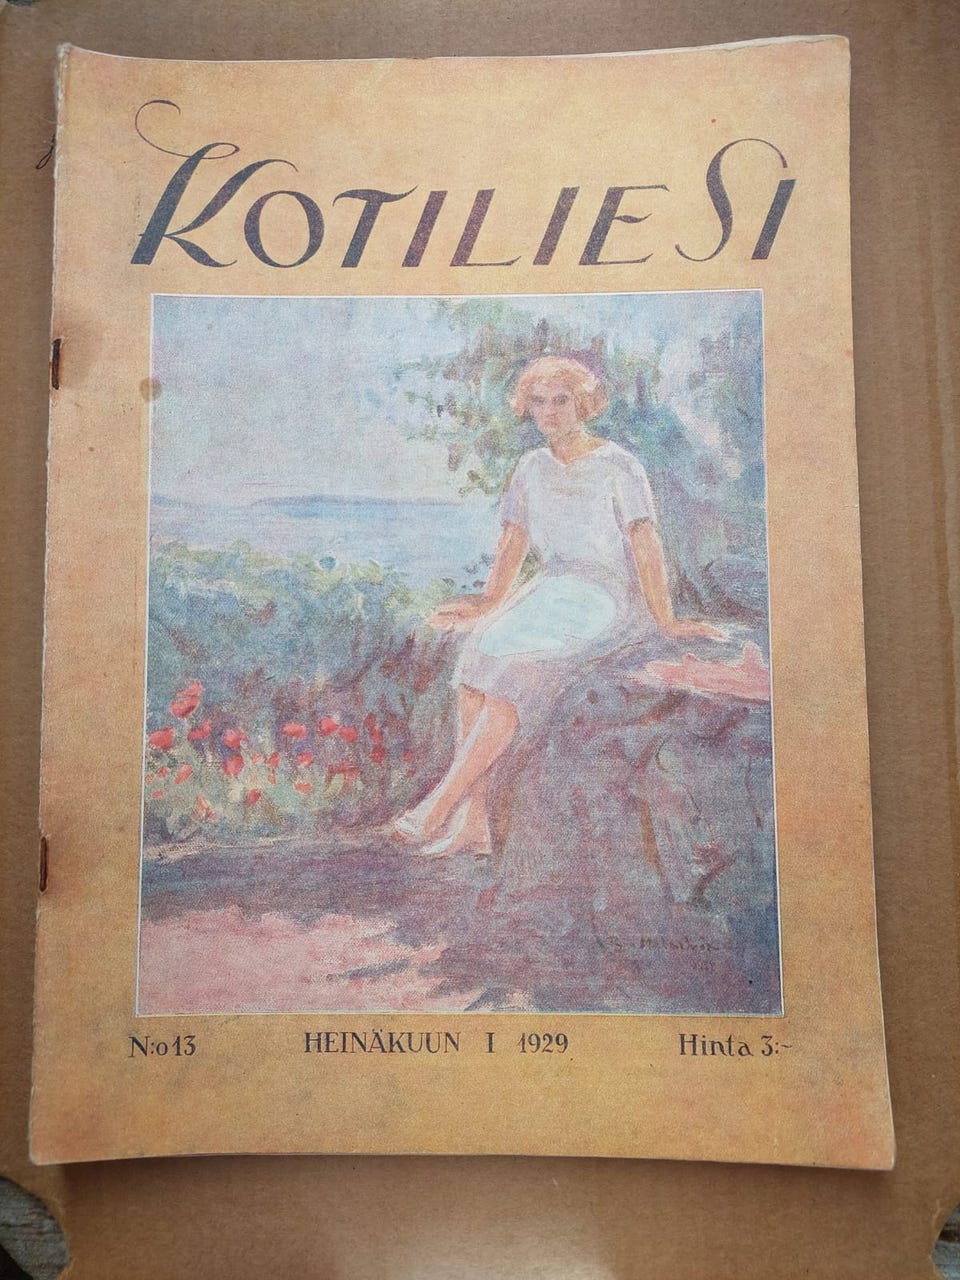 KOTILIESI
N:o 13 HEINÄKUUN I 1929 Hinta 3:-